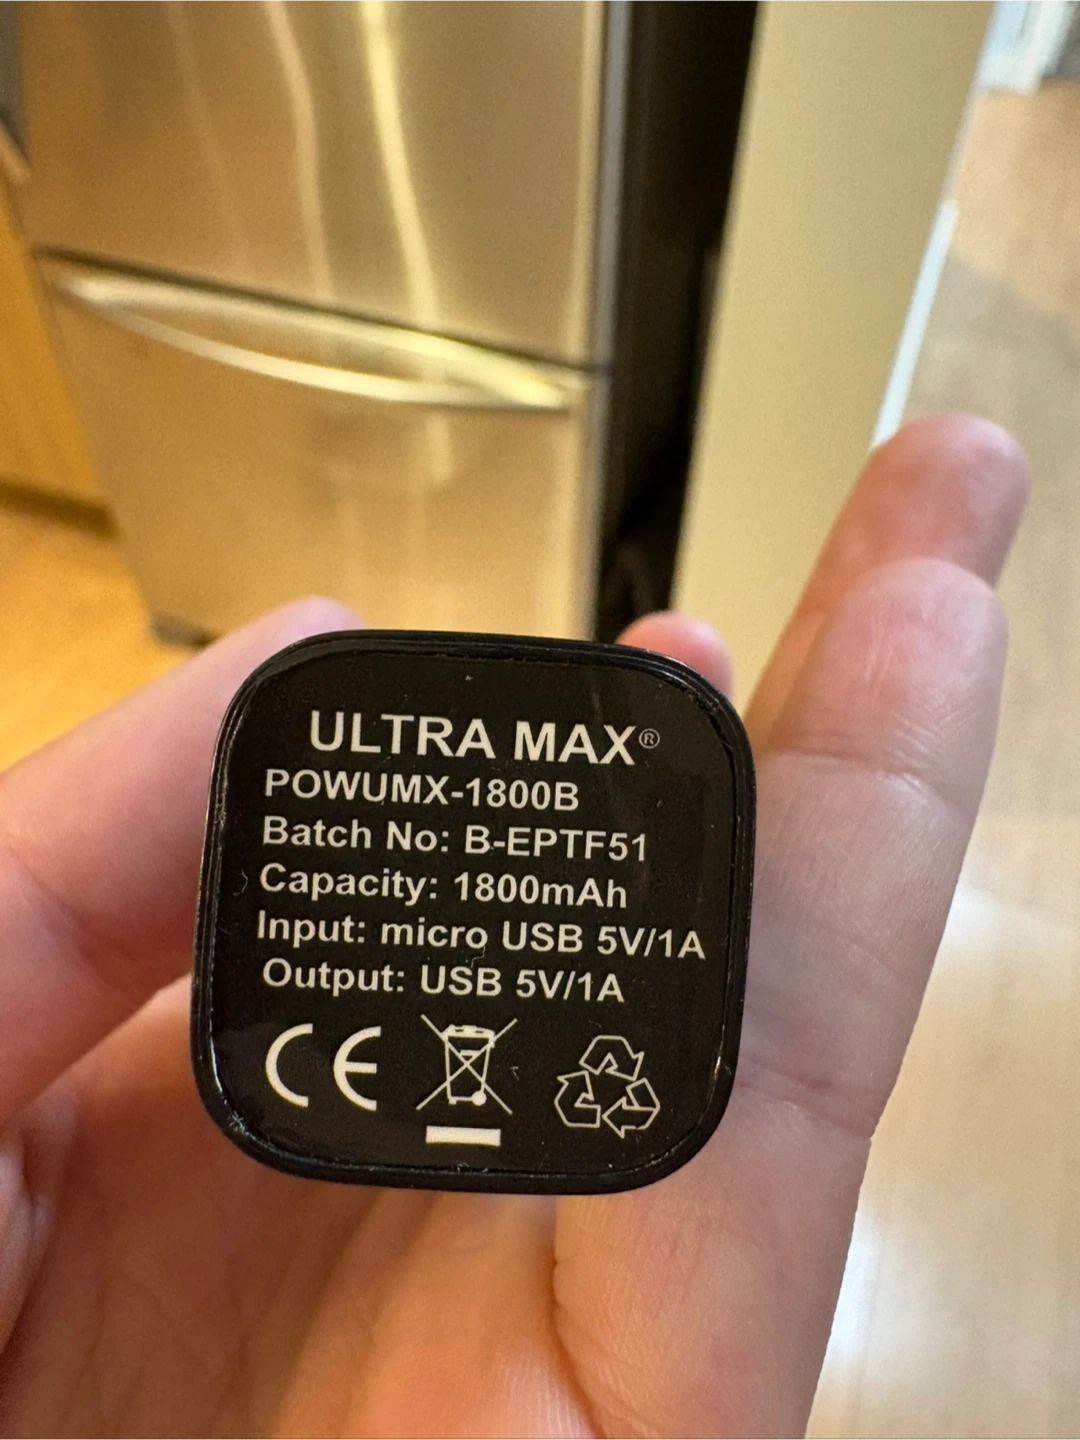 ULTRA MAX®
POWUMX-1800B
Batch No: B-EPTF51
Capacity: 1800mAh
Input: micro USB 5V/1A
Output: USB 5V/1A
CE